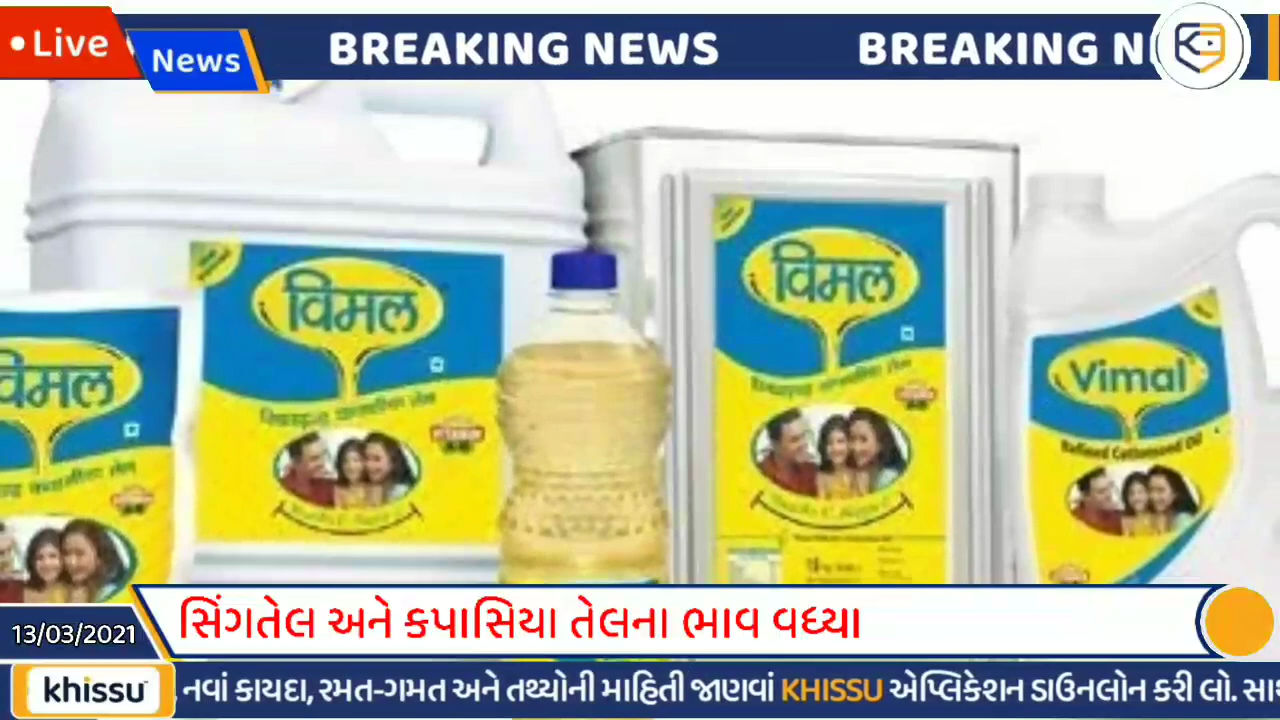 Live
News
BREAKING NEWS
BREAKING N
विमल
विमल
विमल
Vimal
Refined Cottonseed Oil
સિંગતેલ અને કપાસિયા તેલના ભાવ વધ્યા
13/03/2021
khissu
નવાં કાયદા, રમત-ગમત અને તથ્યોની માહિતી જાણવાં KHISSU એપ્લિકેશન ડાઉનલોન કરી લો. સાથ